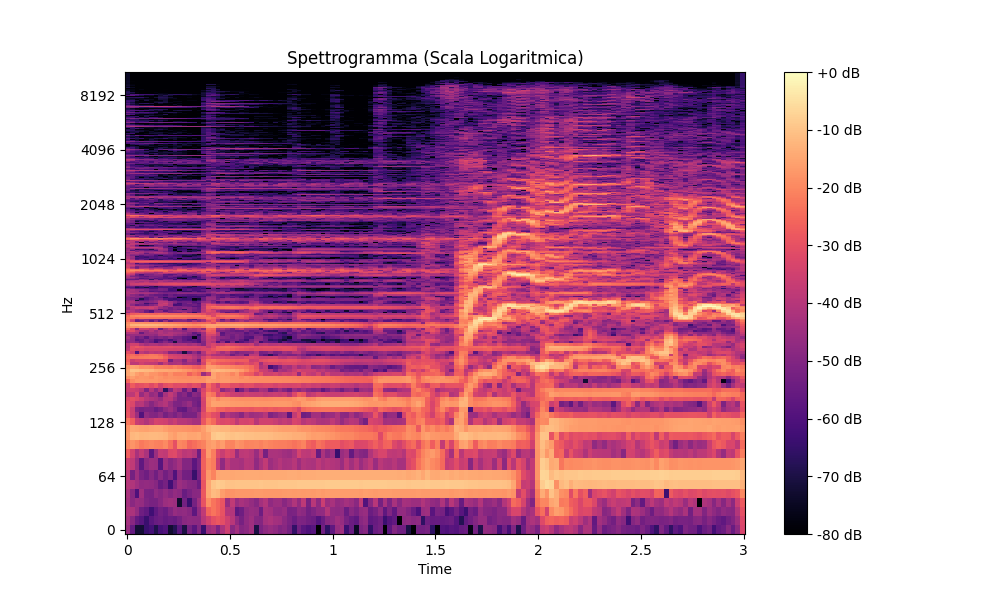 Spettrogramma (Scala Logaritmica)
8192
4096
2048
1024
512
256
128
64
0
Hz
0
0.5
1
1.5
2
2.5
3
Time
+0 dB
-10 dB
-20 dB
-30 dB
-40 dB
-50 dB
-60 dB
-70 dB
-80 dB